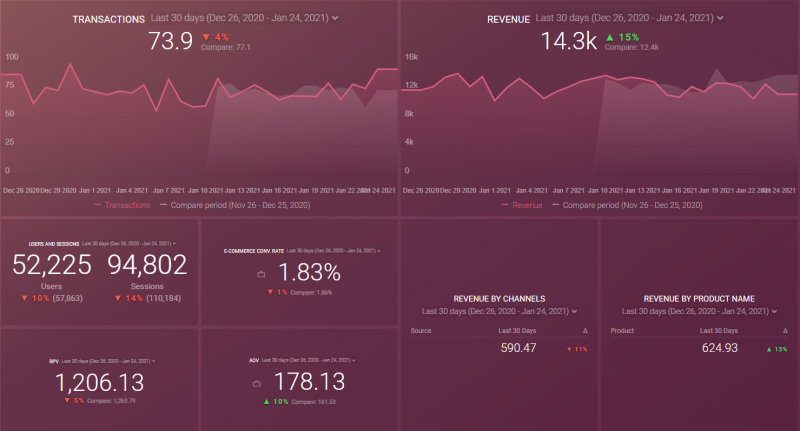 TRANSACTIONS Last 30 days (Dec 26, 2020 - Jan 24, 2021)
73.9 ▼ 4%
Compare: 77.1
100
75
50
25
0
Dec 26 2020 Dec 29 2020 Jan 1 2021 Jan 4 2021 Jan 7 2021 Jan 10 2021 Jan 13 2021 Jan 16 2021 Jan 19 2021 Jan 22 2021 Jan 24 2021
Transactions Compare period (Nov 26 - Dec 25, 2020)
REVENUE Last 30 days (Dec 26, 2020 - Jan 24, 2021)
14.3k ▲ 15%
Compare: 12.4k
16k
12k
8k
4k
0
Dec 26 2020 Dec 29 2020 Jan 1 2021 Jan 4 2021 Jan 7 2021 Jan 10 2021 Jan 13 2021 Jan 16 2021 Jan 19 2021 Jan 22 2021 Jan 24 2021
Revenue Compare period (Nov 26 - Dec 25, 2020)
USERS AND SESSIONS Last 30 days (Dec 26, 2020 - Jan 24, 2021)
52,225 94,802
Users Sessions
▼ 10% (57,863) ▼ 14% (110,184)
E-COMMERCE CONV. RATE Last 30 days (Dec 26, 2020 - Jan 24, 2021)
1.83%
▼ 1% Compare: 1.86%
RPV Last 30 days (Dec 26, 2020 - Jan 24, 2021)
1,206.13
▼ 5% Compare: 1,263.79
AOV Last 30 days (Dec 26, 2020 - Jan 24, 2021)
178.13
▲ 10% Compare: 161.53
REVENUE BY CHANNELS
Last 30 days (Dec 26, 2020 - Jan 24, 2021)
Source Last 30 Days Δ
590.47 ▼ 11%
REVENUE BY PRODUCT NAME
Last 30 days (Dec 26, 2020 - Jan 24, 2021)
Product Last 30 Days Δ
624.93 ▲ 13%